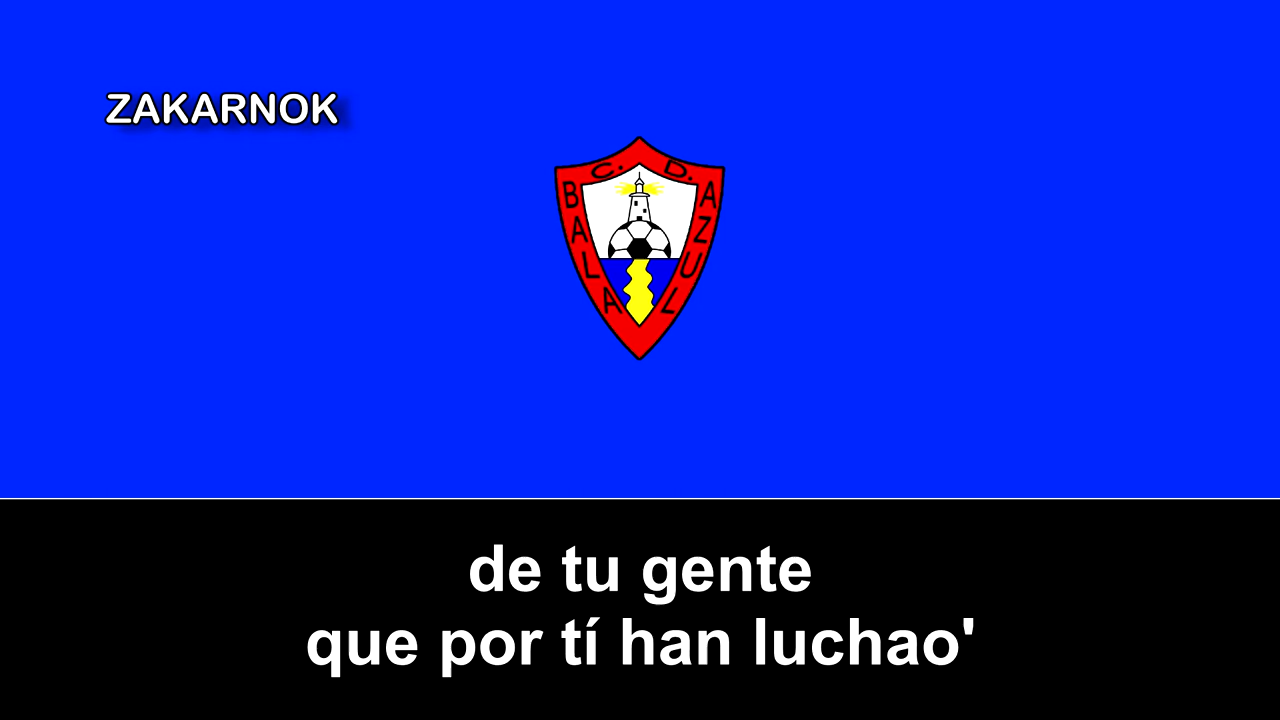 ZAKARNOK
C. D.
BALA AZUL
de tu gente
que por tí han luchao'